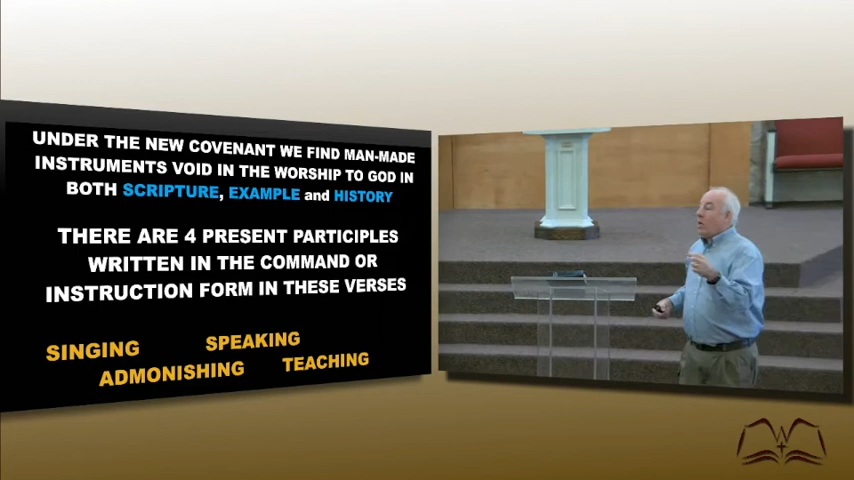 UNDER THE NEW COVENANT WE FIND MAN-MADE
INSTRUMENTS VOID IN THE WORSHIP TO GOD IN
BOTH SCRIPTURE, EXAMPLE and HISTORY
THERE ARE 4 PRESENT PARTICIPLES
WRITTEN IN THE COMMAND OR
INSTRUCTION FORM IN THESE VERSES
SINGING SPEAKING
ADMONISHING TEACHING